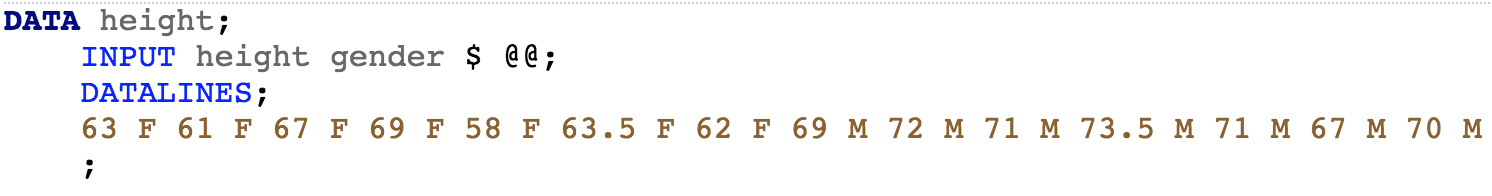 DATA height;
INPUT height gender $ @@;
DATALINES;
63 F 61 F 67 F 69 F 58 F 63.5 F 62 F 69 M 72 M 71 M 73.5 M 71 M 67 M 70 M
;